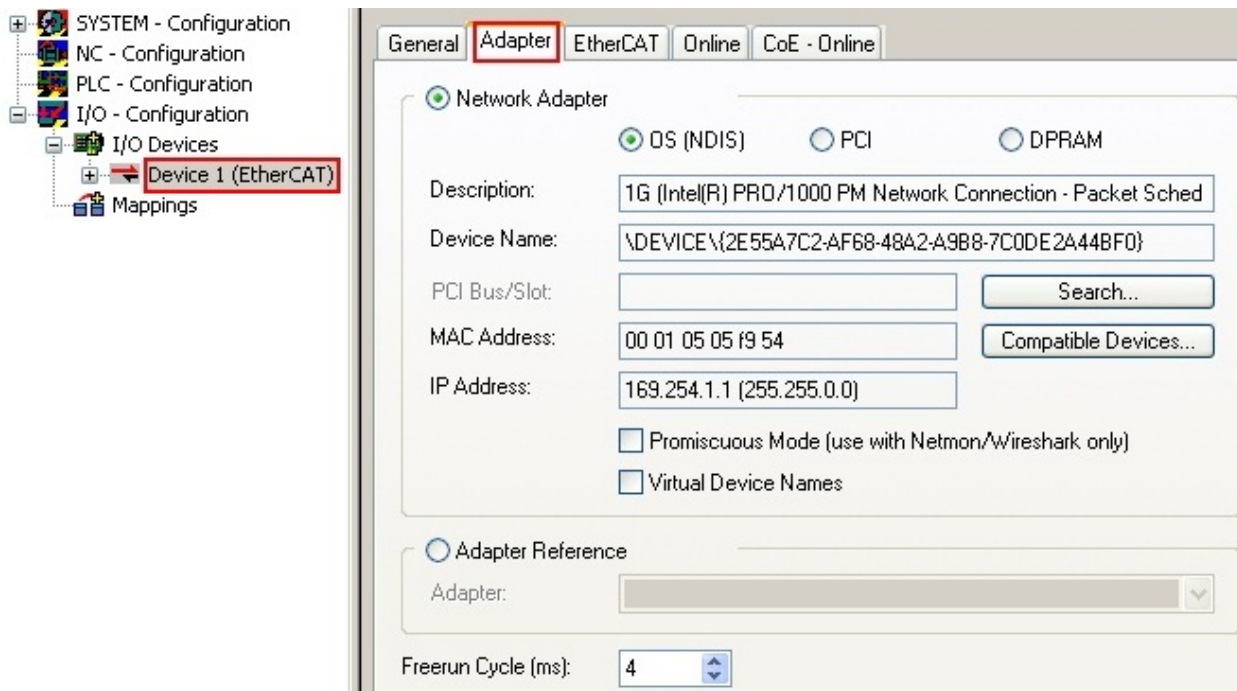 SYSTEM - Configuration
NC - Configuration
PLC - Configuration
I/O - Configuration
I/O Devices
Device 1 (EtherCAT)
Mappings
General Adapter EtherCAT Online CoE - Online
Network Adapter
OS (NDIS) PCI DPRAM
Description: 1G (Intel(R) PRO/1000 PM Network Connection - Packet Sched
Device Name: \DEVICE\{2E55A7C2-AF68-48A2-A9B8-7C0DE2A44BF0}
PCI Bus/Slot: Search...
MAC Address: 00 01 05 05 f9 54 Compatible Devices...
IP Address: 169.254.1.1 (255.255.0.0)
Promiscuous Mode (use with Netmon/Wireshark only)
Virtual Device Names
Adapter Reference
Adapter:
Freerun Cycle (ms): 4